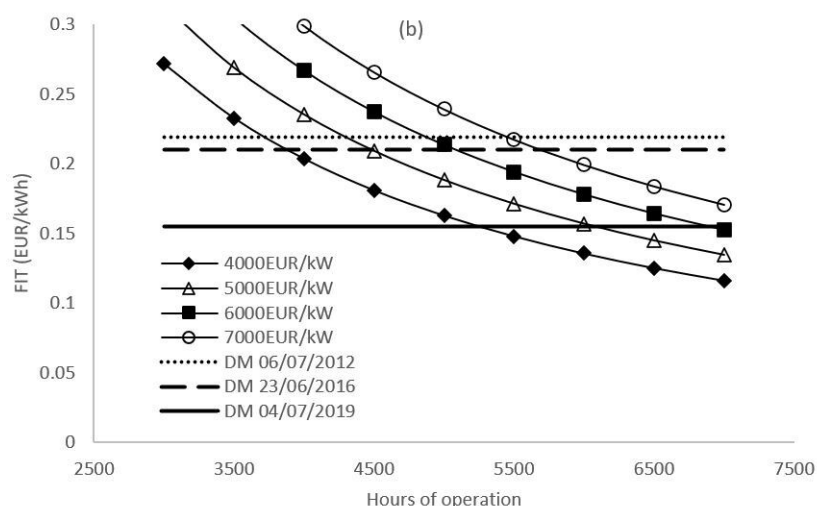 (b)
0.3
0.25
0.2
0.15
0.1
0.05
0
FIT (EUR/kWh)
4000EUR/kW
5000EUR/kW
6000EUR/kW
7000EUR/kW
DM 06/07/2012
DM 23/06/2016
DM 04/07/2019
2500 3500 4500 5500 6500 7500
Hours of operation